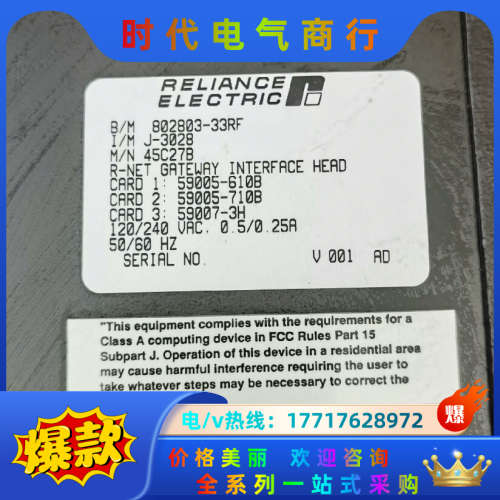 时代电气商行
RELIANCE
ELECTRIC
B/M 802803-33RF
I/M J-3028
M/N 45C27B
R-NET GATEWAY INTERFACE HEAD
CARD 1: 59005-610B
CARD 2: 59005-710B
CARD 3: 59007-3H
120/240 VAC. 0.5/0.25A
50/60 HZ
SERIAL NO. V 001 AD
"This equipment complies with the requirements for a
Class A computing device in FCC Rules Part 15
Subpart J. Operation of this device in a residential area
may cause harmful interference requiring the user to
take whatever steps may be necessary to correct the
爆款
电/v热线：17717628972
爆
价格美丽 欢迎咨询
全系列一站式采购